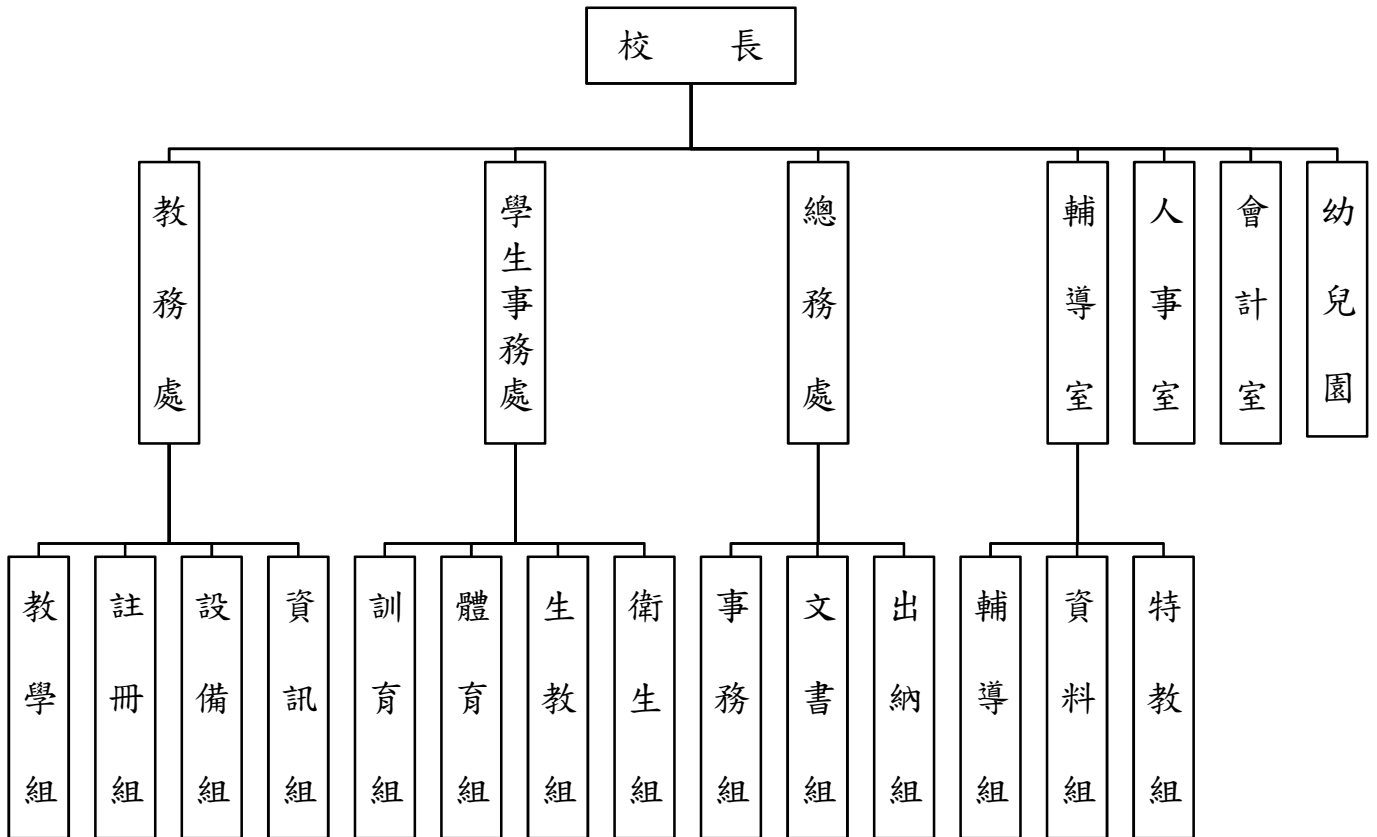 校長
教務處
學生事務處
總務處
輔導室
人事室
會計室
幼兒園
教學組
註冊組
設備組
資訊組
訓育組
體育組
生教組
衛生組
事務組
文書組
出納組
輔導組
資料組
特教組